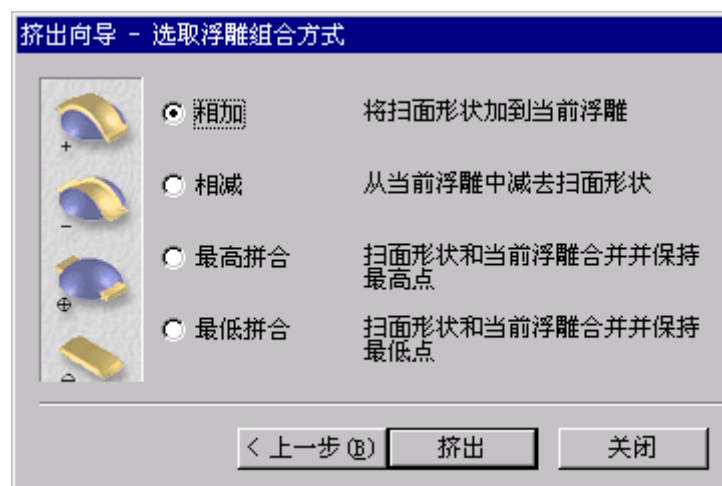 挤出向导 - 选取浮雕组合方式
相加 将扫面形状加到当前浮雕
相减 从当前浮雕中减去扫面形状
最高拼合 扫面形状和当前浮雕合并并保持
最高点
最低拼合 扫面形状和当前浮雕合并并保持
最低点
< 上一步(B) 挤出 关闭